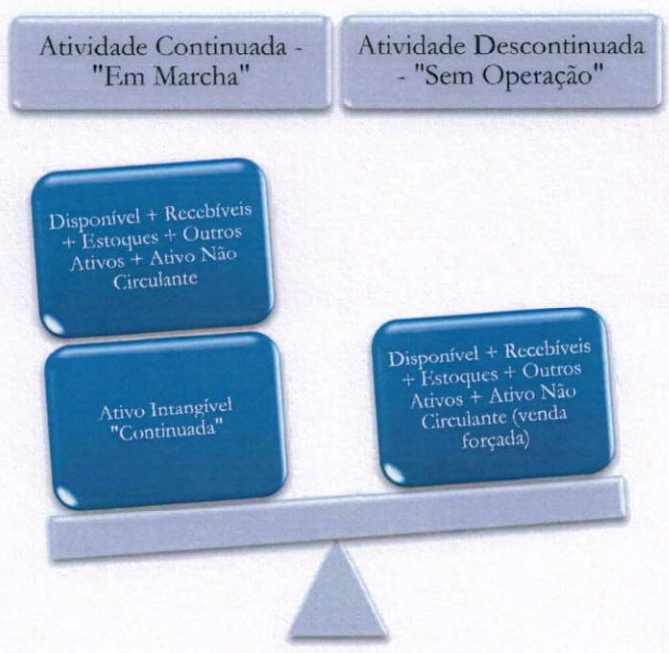 Atividade Continuada -
"Em Marcha"
Atividade Descontinuada
- "Sem Operação"
Disponível + Recebíveis
+ Estoques + Outros
Ativos + Ativo Não
Circulante
Ativo Intangível
"Continuada"
Disponível + Recebíveis
+ Estoques + Outros
Ativos + Ativo Não
Circulante (venda
forçada)